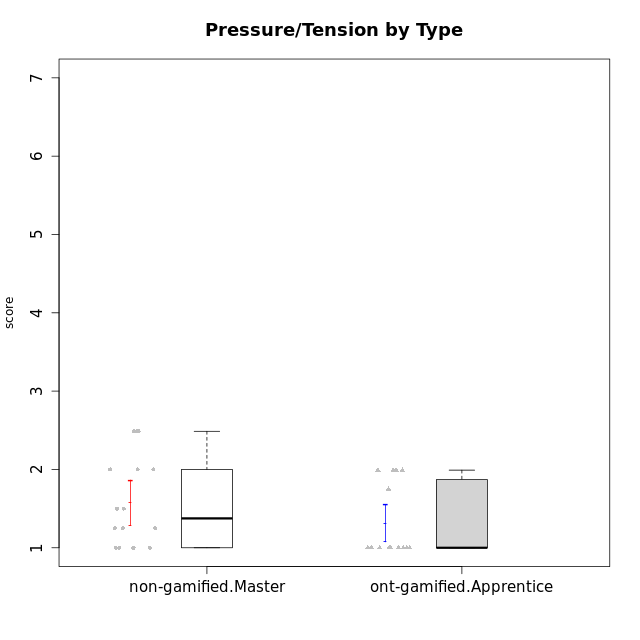 Pressure/Tension by Type
7
6
5
4
3
2
1
score
non-gamified.Master
ont-gamified.Apprentice